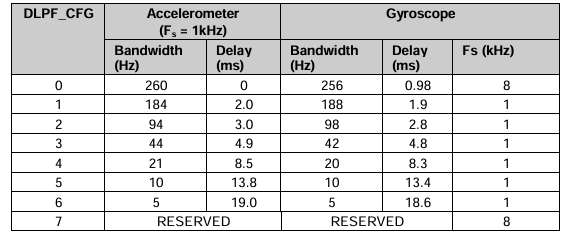 DLPF_CFG Accelerometer Gyroscope
(Fs = 1kHz)
Bandwidth Delay Bandwidth Delay Fs (kHz)
(Hz) (ms) (Hz) (ms)
0 260 0 256 0.98 8
1 184 2.0 188 1.9 1
2 94 3.0 98 2.8 1
3 44 4.9 42 4.8 1
4 21 8.5 20 8.3 1
5 10 13.8 10 13.4 1
6 5 19.0 5 18.6 1
7 RESERVED RESERVED 8